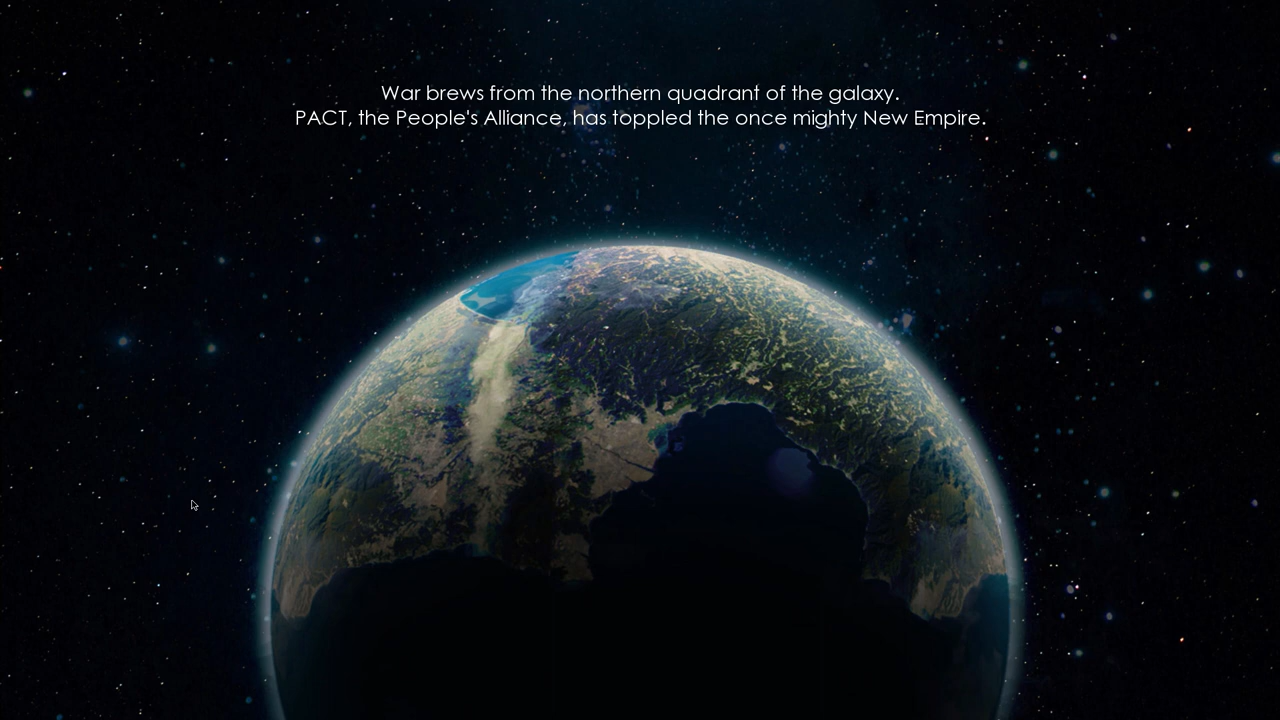 War brews from the northern quadrant of the galaxy.
PACT, the People's Alliance, has toppled the once mighty New Empire.